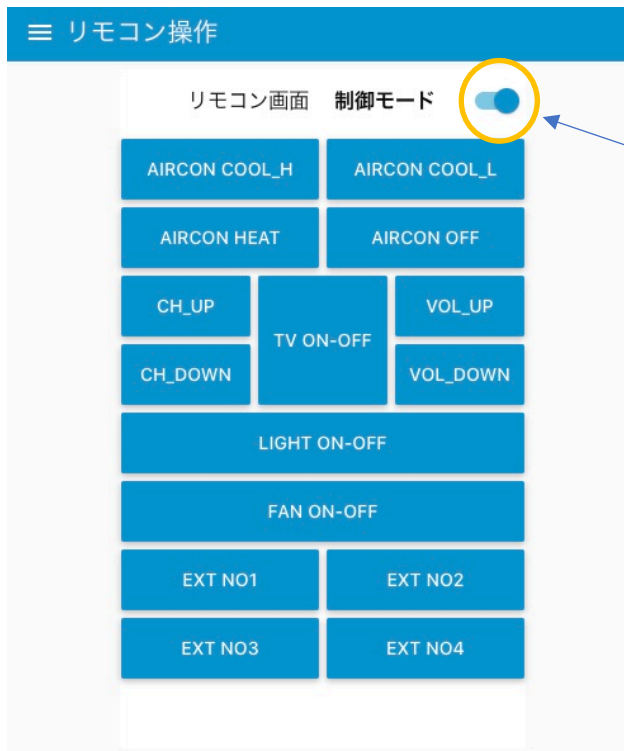 リモコン操作
リモコン画面 制御モード
AIRCON COOL_H AIRCON COOL_L
AIRCON HEAT AIRCON OFF
CH_UP TV ON-OFF VOL_UP
CH_DOWN VOL_DOWN
LIGHT ON-OFF
FAN ON-OFF
EXT NO1 EXT NO2
EXT NO3 EXT NO4